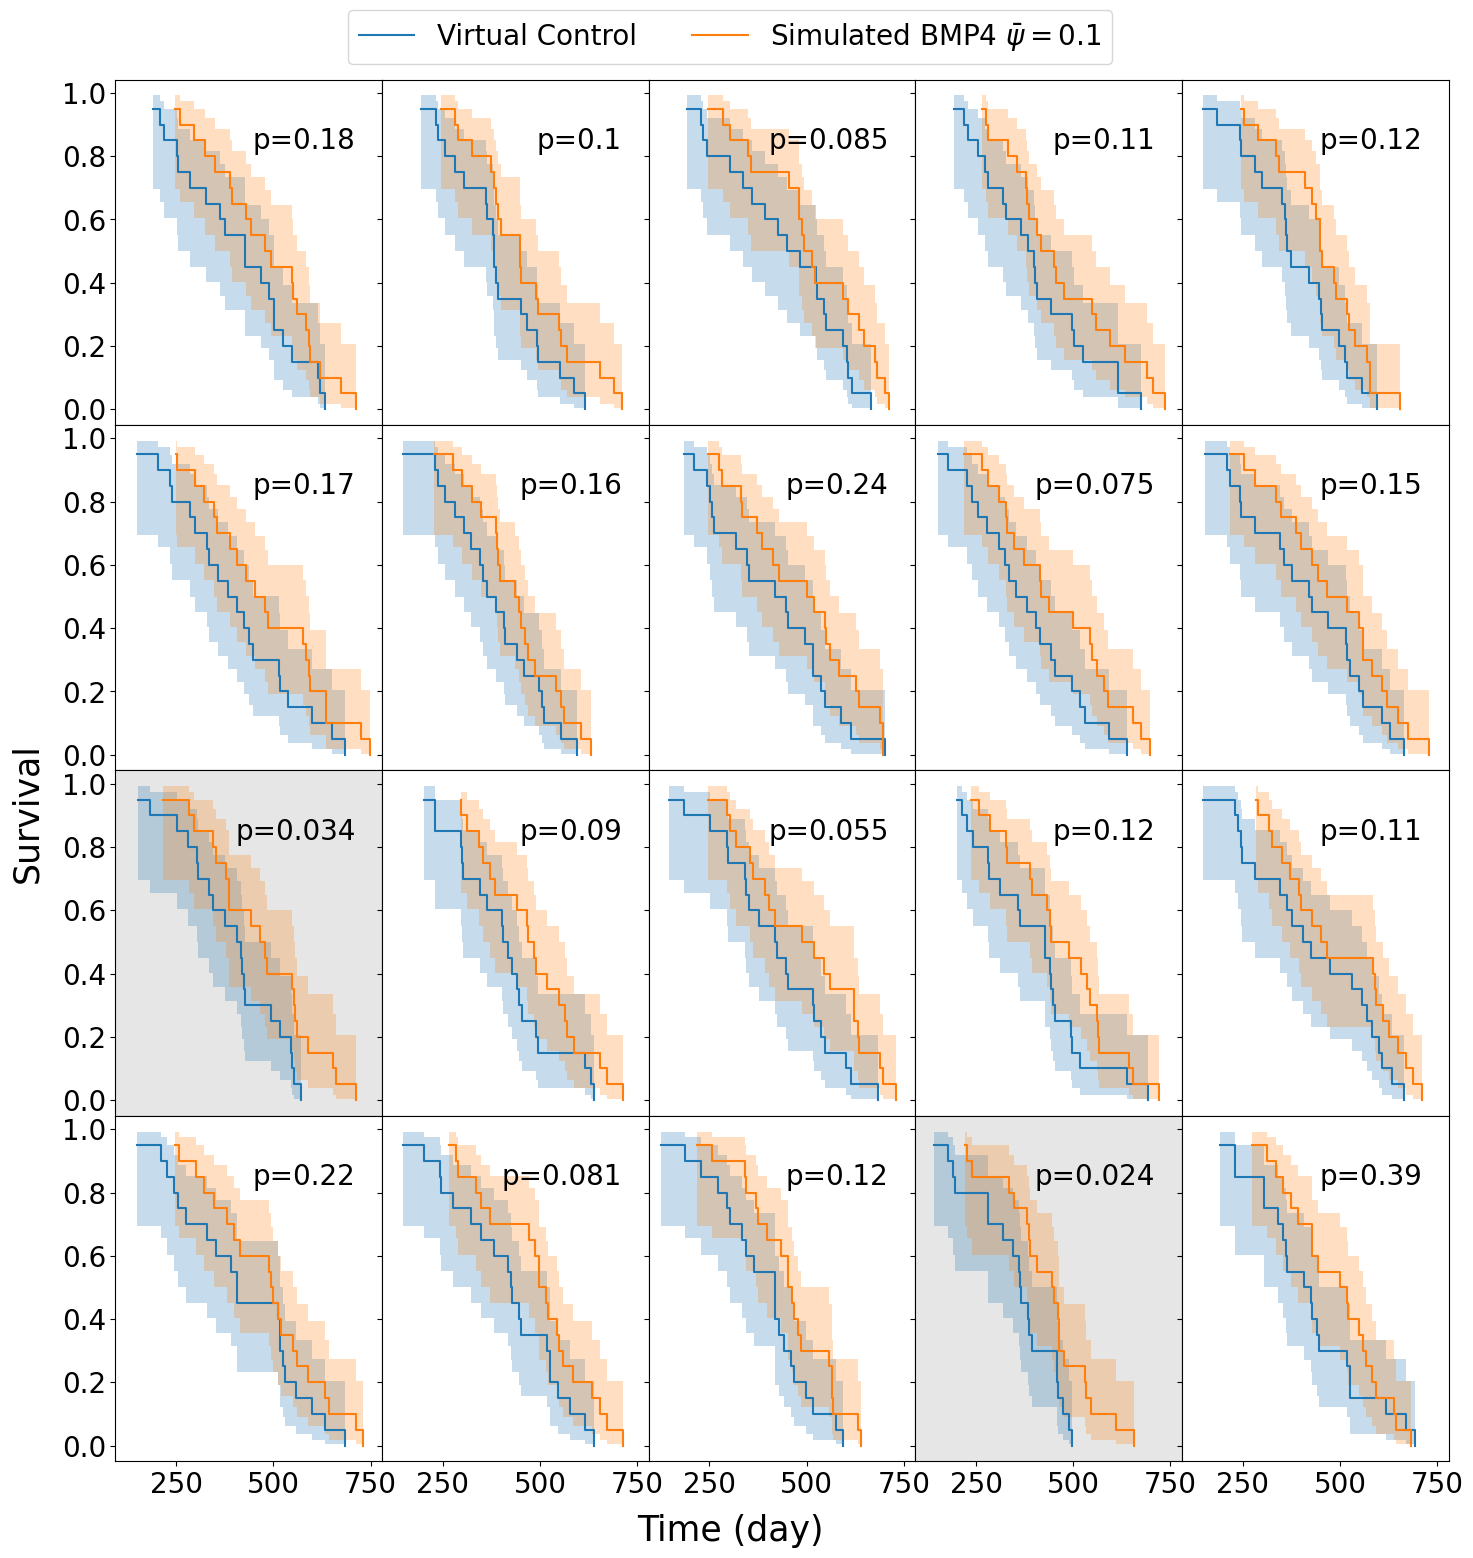 Virtual Control Simulated BMP4 $\bar{\psi} = 0.1$
1.0 p=0.18 p=0.1 p=0.085 p=0.11 p=0.12
0.8
0.6
0.4
0.2
0.0
1.0 p=0.17 p=0.16 p=0.24 p=0.075 p=0.15
0.8
0.6
0.4
0.2
0.0
Survival
1.0 p=0.034 p=0.09 p=0.055 p=0.12 p=0.11
0.8
0.6
0.4
0.2
0.0
1.0 p=0.22 p=0.081 p=0.12 p=0.024 p=0.39
0.8
0.6
0.4
0.2
0.0
250 500 750 250 500 750 250 500 750 250 500 750 250 500 750
Time (day)